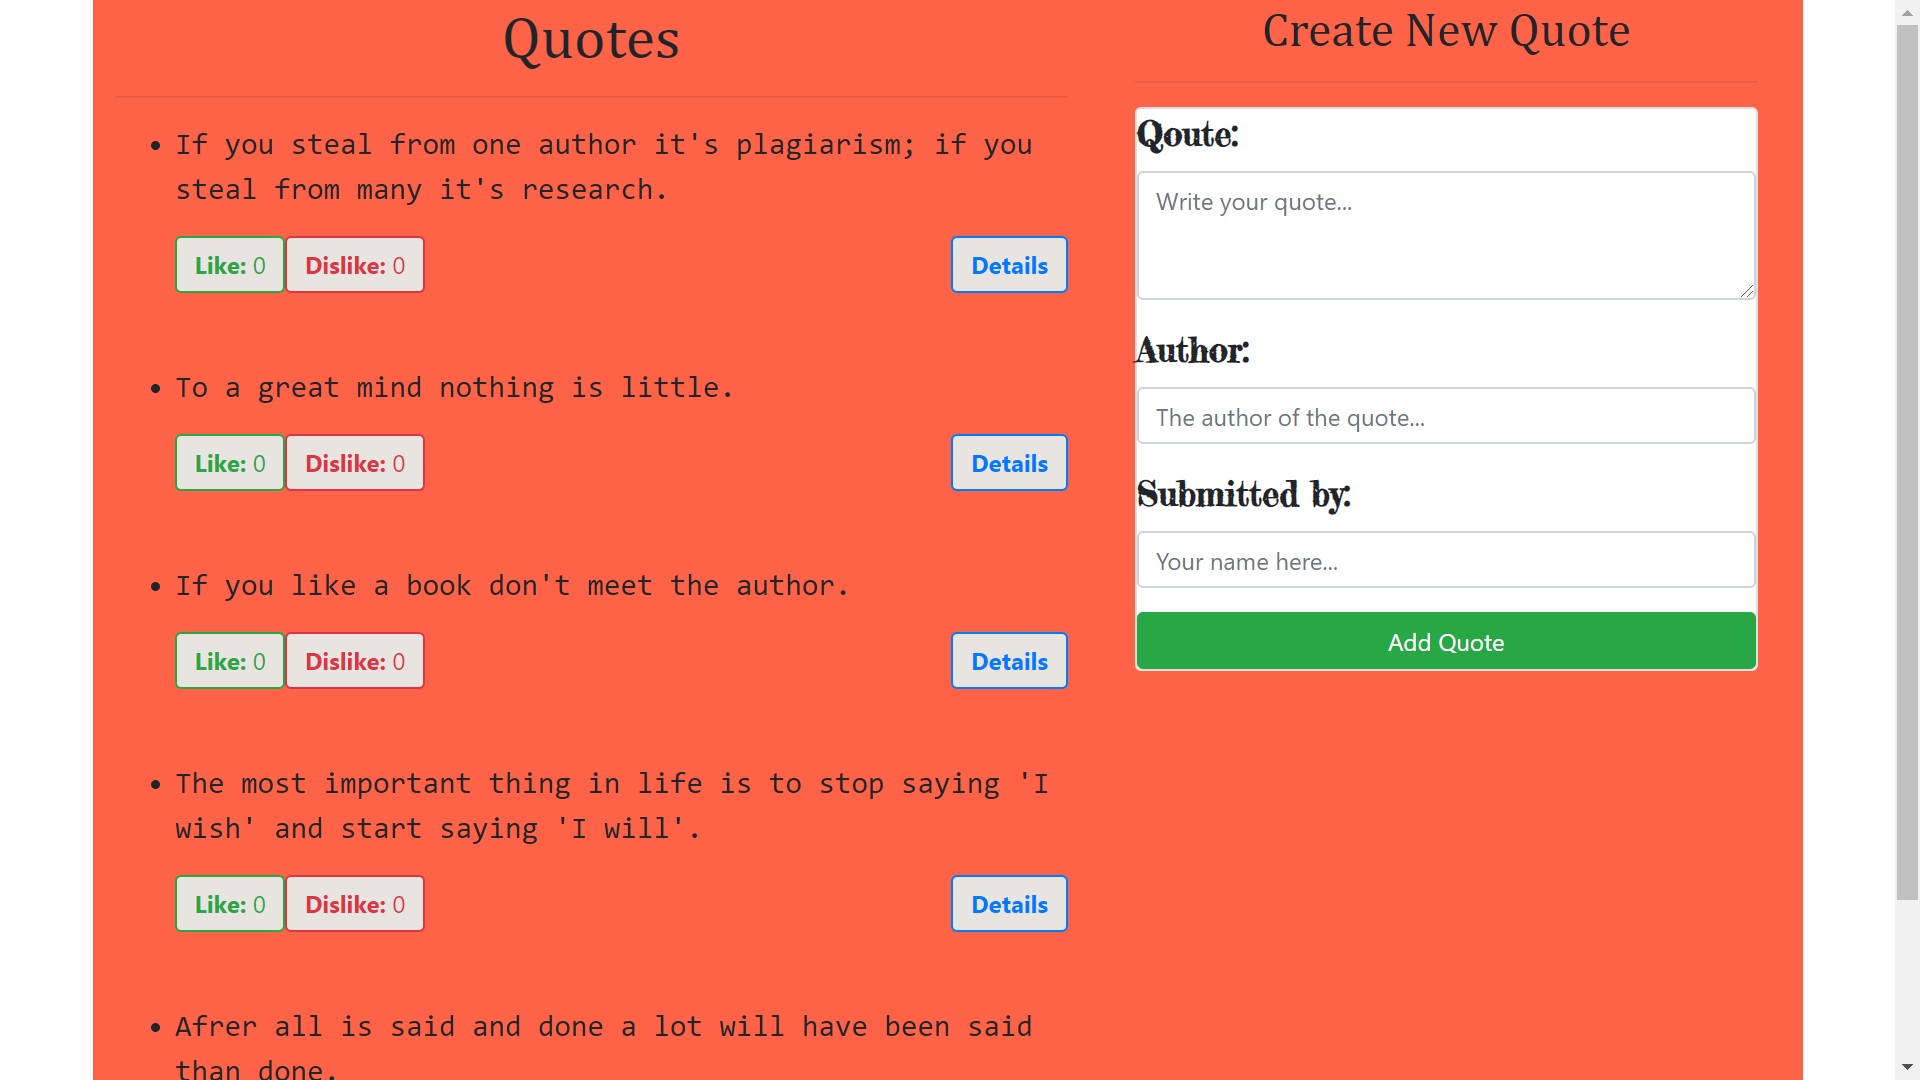 Quotes
If you steal from one author it's plagiarism; if you
steal from many it's research.
Like: 0 Dislike: 0 Details
To a great mind nothing is little.
Like: 0 Dislike: 0 Details
If you like a book don't meet the author.
Like: 0 Dislike: 0 Details
The most important thing in life is to stop saying 'I
wish' and start saying 'I will'.
Like: 0 Dislike: 0 Details
Afrer all is said and done a lot will have been said
than done.
Create New Quote
Qoute:
Write your quote...
Author:
The author of the quote...
Submitted by:
Your name here...
Add Quote